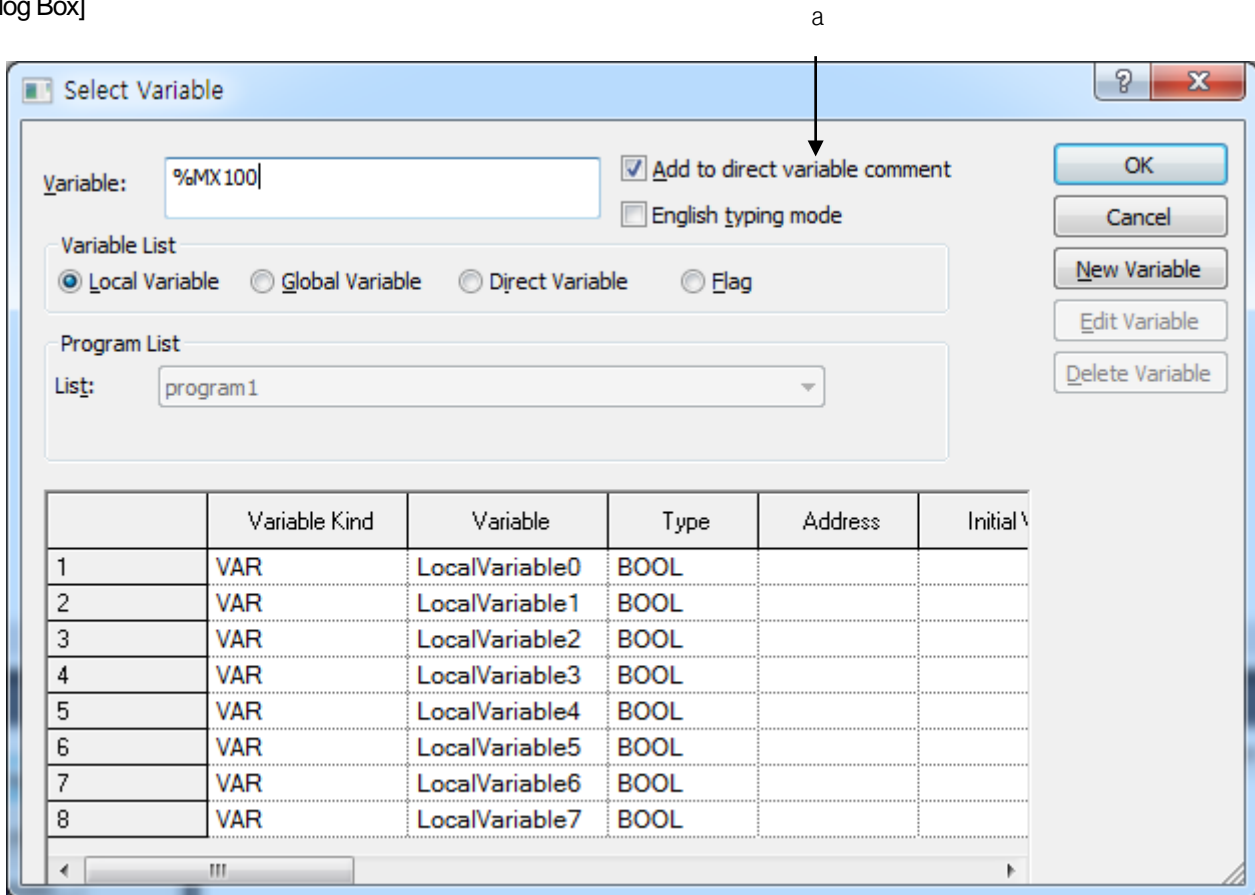 log Box]
a
Select Variable
Variable: %MX100 Add to direct variable comment OK
English typing mode Cancel
Variable List
Local Variable Global Variable Direct Variable Flag New Variable
Edit Variable
Program List
List: program1 Delete Variable
Variable Kind Variable Type Address Initial
1 VAR LocalVariable0 BOOL
2 VAR LocalVariable1 BOOL
3 VAR LocalVariable2 BOOL
4 VAR LocalVariable3 BOOL
5 VAR LocalVariable4 BOOL
6 VAR LocalVariable5 BOOL
7 VAR LocalVariable6 BOOL
8 VAR LocalVariable7 BOOL